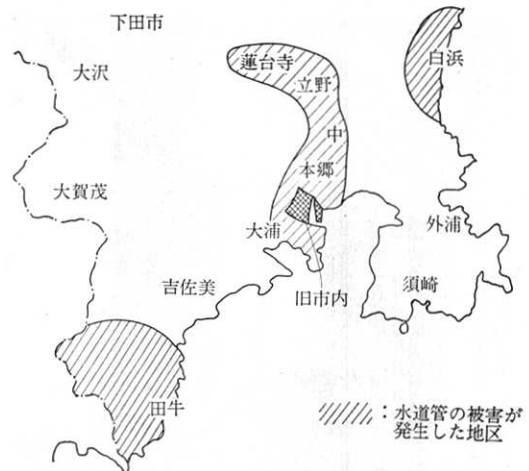 下田市
大沢
蓮台寺
立野
白浜
中
本郷
大賀茂
大浦
外浦
吉佐美
旧市内
須崎
田牛
：水道管の被害が
発生した地区